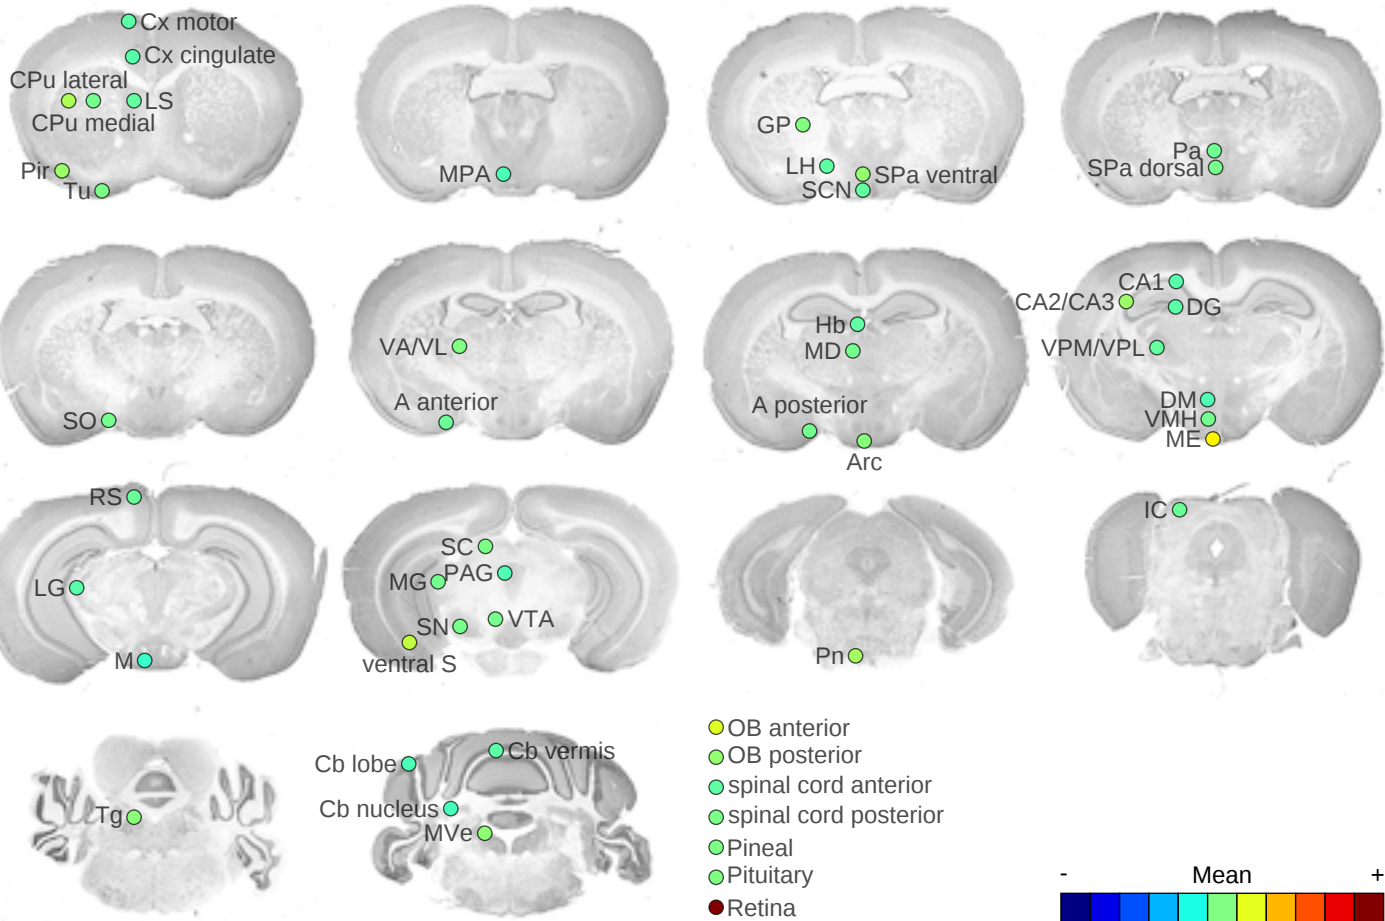 Cx motor
Cx cingulate
CPu lateral
LS
CPu medial
Pir
Tu
MPA
GP
LH
SPa ventral
SCN
Pa
SPa dorsal
SO
VA/VL
A anterior
Hb
MD
A posterior
Arc
CA1
CA2/CA3
DG
VPM/VPL
DM
VMH
ME
RS
LG
M
SC
MG
PAG
SN
VTA
ventral S
Pn
IC
Tg
Cb vermis
Cb lobe
Cb nucleus
MVe
OB anterior
OB posterior
spinal cord anterior
spinal cord posterior
Pineal
Pituitary
Retina
- Mean +